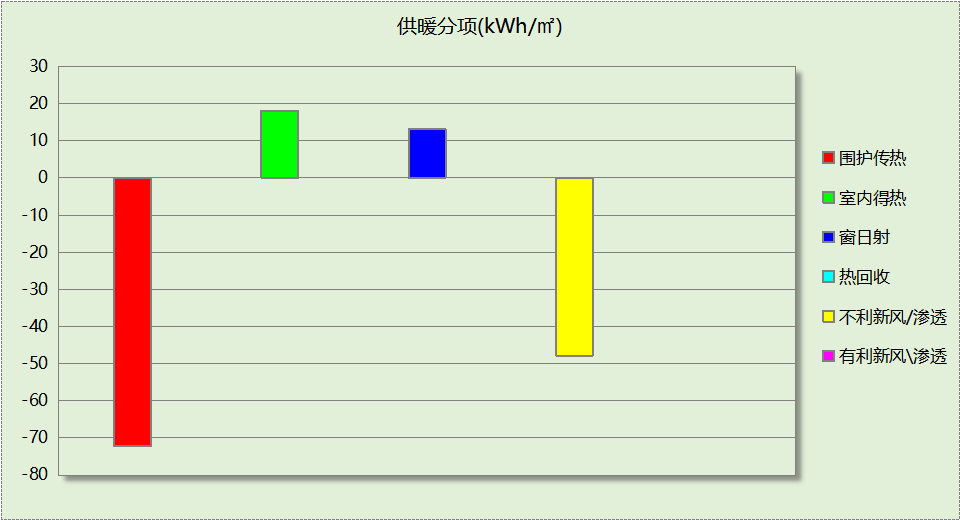 供暖分项(kWh/㎡)
30
20
10
0
-10
-20
-30
-40
-50
-60
-70
-80
围护传热
室内得热
窗日射
热回收
不利新风/渗透
有利新风\渗透